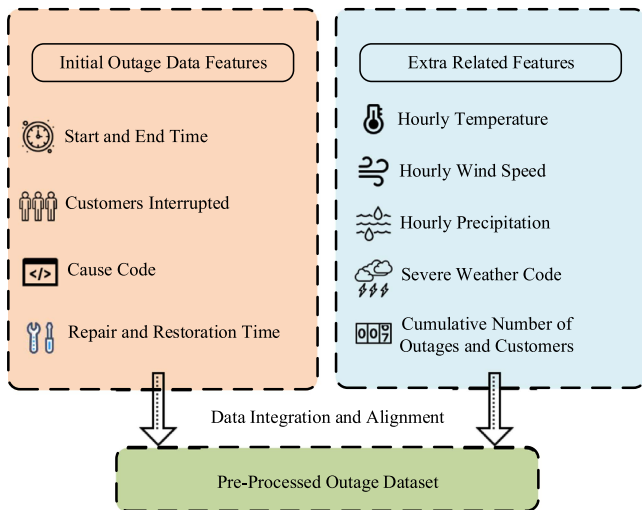 Initial Outage Data Features
Start and End Time
Customers Interrupted
</>
Cause Code
Repair and Restoration Time
Extra Related Features
Hourly Temperature
Hourly Wind Speed
Hourly Precipitation
Severe Weather Code
Cumulative Number of
Outages and Customers
Data Integration and Alignment
Pre-Processed Outage Dataset